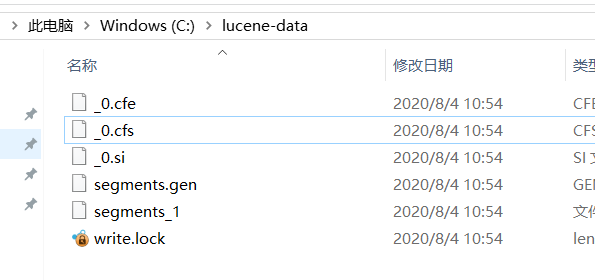 此电脑 > Windows (C:) > lucene-data
名称 修改日期 类型
_0.cfe 2020/8/4 10:54 CFE
_0.cfs 2020/8/4 10:54 CFS
_0.si 2020/8/4 10:54 SI 文
segments.gen 2020/8/4 10:54 GEN
segments_1 2020/8/4 10:54 文件
write.lock 2020/8/4 10:54 len